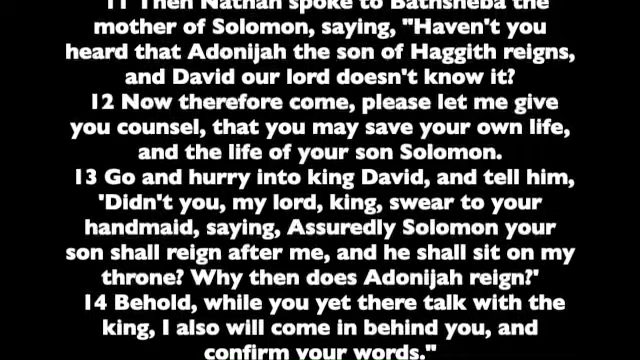 11 Then Nathan spoke to Bathsheba the
mother of Solomon, saying, "Haven't you
heard that Adonijah the son of Haggith reigns,
and David our lord doesn't know it?
12 Now therefore come, please let me give
you counsel, that you may save your own life,
and the life of your son Solomon.
13 Go and hurry into king David, and tell him,
'Didn't you, my lord, king, swear to your
handmaid, saying, Assuredly Solomon your
son shall reign after me, and he shall sit on my
throne? Why then does Adonijah reign?'
14 Behold, while you yet there talk with the
king, I also will come in behind you, and
confirm your words."